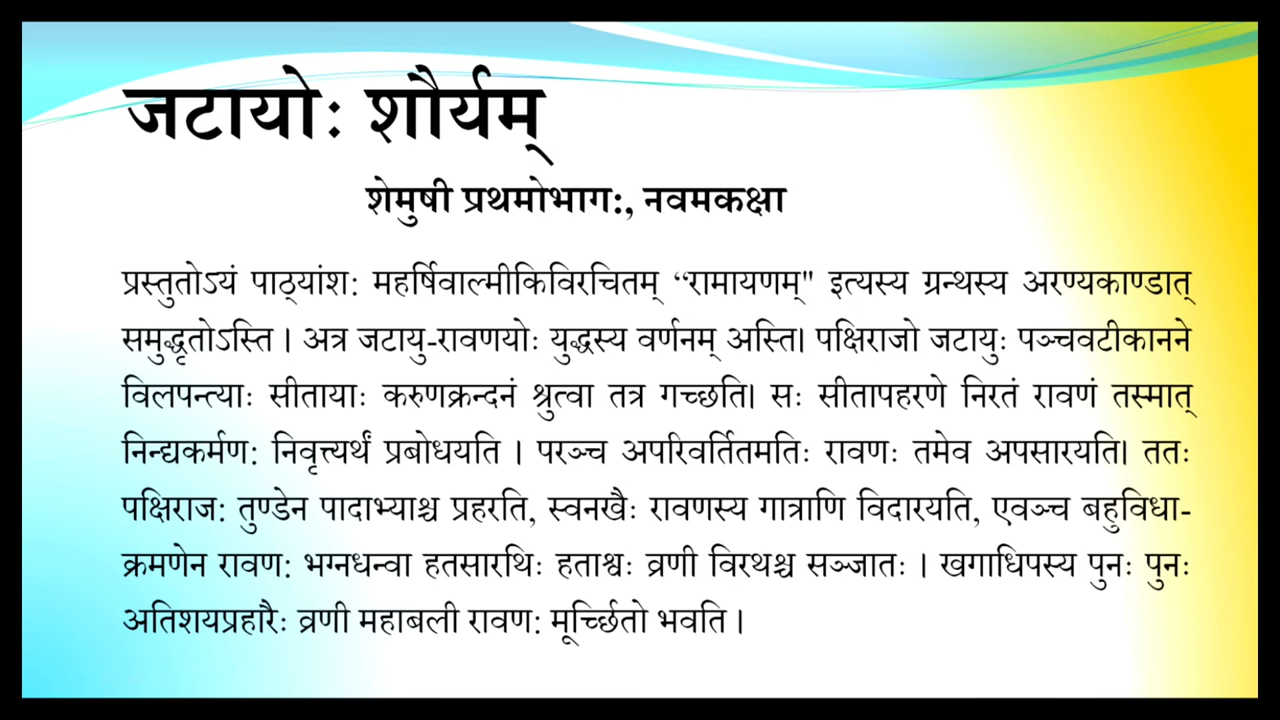 जटायोः शौर्यम्
शेमुषी प्रथमोभाग:, नवमकक्षा
प्रस्तुतोऽयं पाठ्यांश: महर्षिवाल्मीकिविरचितम् “रामायणम्" इत्यस्य ग्रन्थस्य अरण्यकाण्डात्
समुद्धृतोऽस्ति । अत्र जटायु-रावणयोः युद्धस्य वर्णनम् अस्ति। पक्षिराजो जटायुः पञ्चवटीकानने
विलपन्त्याः सीतायाः करुणक्रन्दनं श्रुत्वा तत्र गच्छति। सः सीतापहरणे निरतं रावणं तस्मात्
निन्द्यकर्मण: निवृत्त्यर्थं प्रबोधयति । परञ्च अपरिवर्तितमतिः रावणः तमेव अपसारयति। ततः
पक्षिराज: तुण्डेन पादाभ्याश्च प्रहरति, स्वनखैः रावणस्य गात्राणि विदारयति, एवञ्च बहुविधा-
क्रमणेन रावण: भग्नधन्वा हतसारथिः हताश्वः व्रणी विरथश्च सञ्जातः । खगाधिपस्य पुनः पुनः
अतिशयप्रहारैः व्रणी महाबली रावण: मूर्च्छितो भवति ।